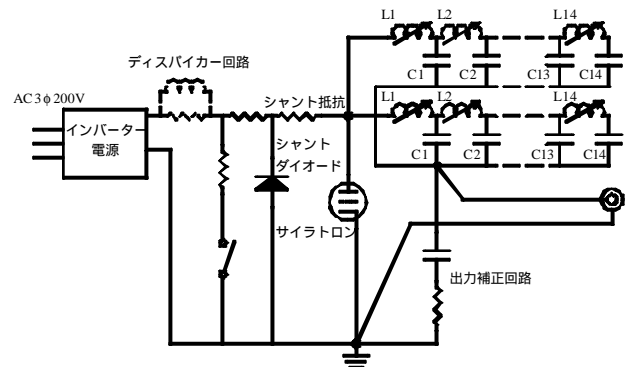 L1 L2 L14
ディスパイカー回路
C1 C2 C13 C14
AC3φ200V
シャント抵抗
L1 L2 L14
インバーター
電源
シャント
ダイオード
C1 C2 C13 C14
サイラトロン
出力補正回路